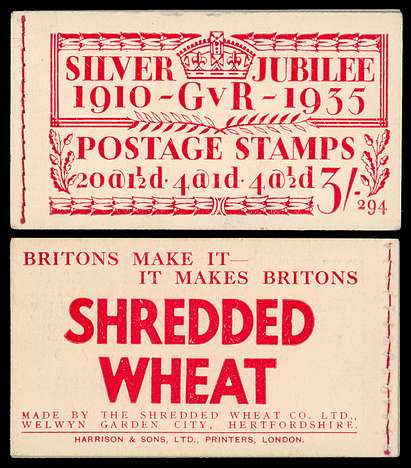 SILVER JUBILEE
1910 - GVR - 1935
POSTAGE STAMPS
20@1½d· 4@1d· 4@½d 3/-
294
BRITONS MAKE IT—
IT MAKES BRITONS
SHREDDED
WHEAT
MADE BY THE SHREDDED WHEAT CO. LTD.,
WELWYN GARDEN CITY, HERTFORDSHIRE.
HARRISON & SONS, LTD., PRINTERS, LONDON.